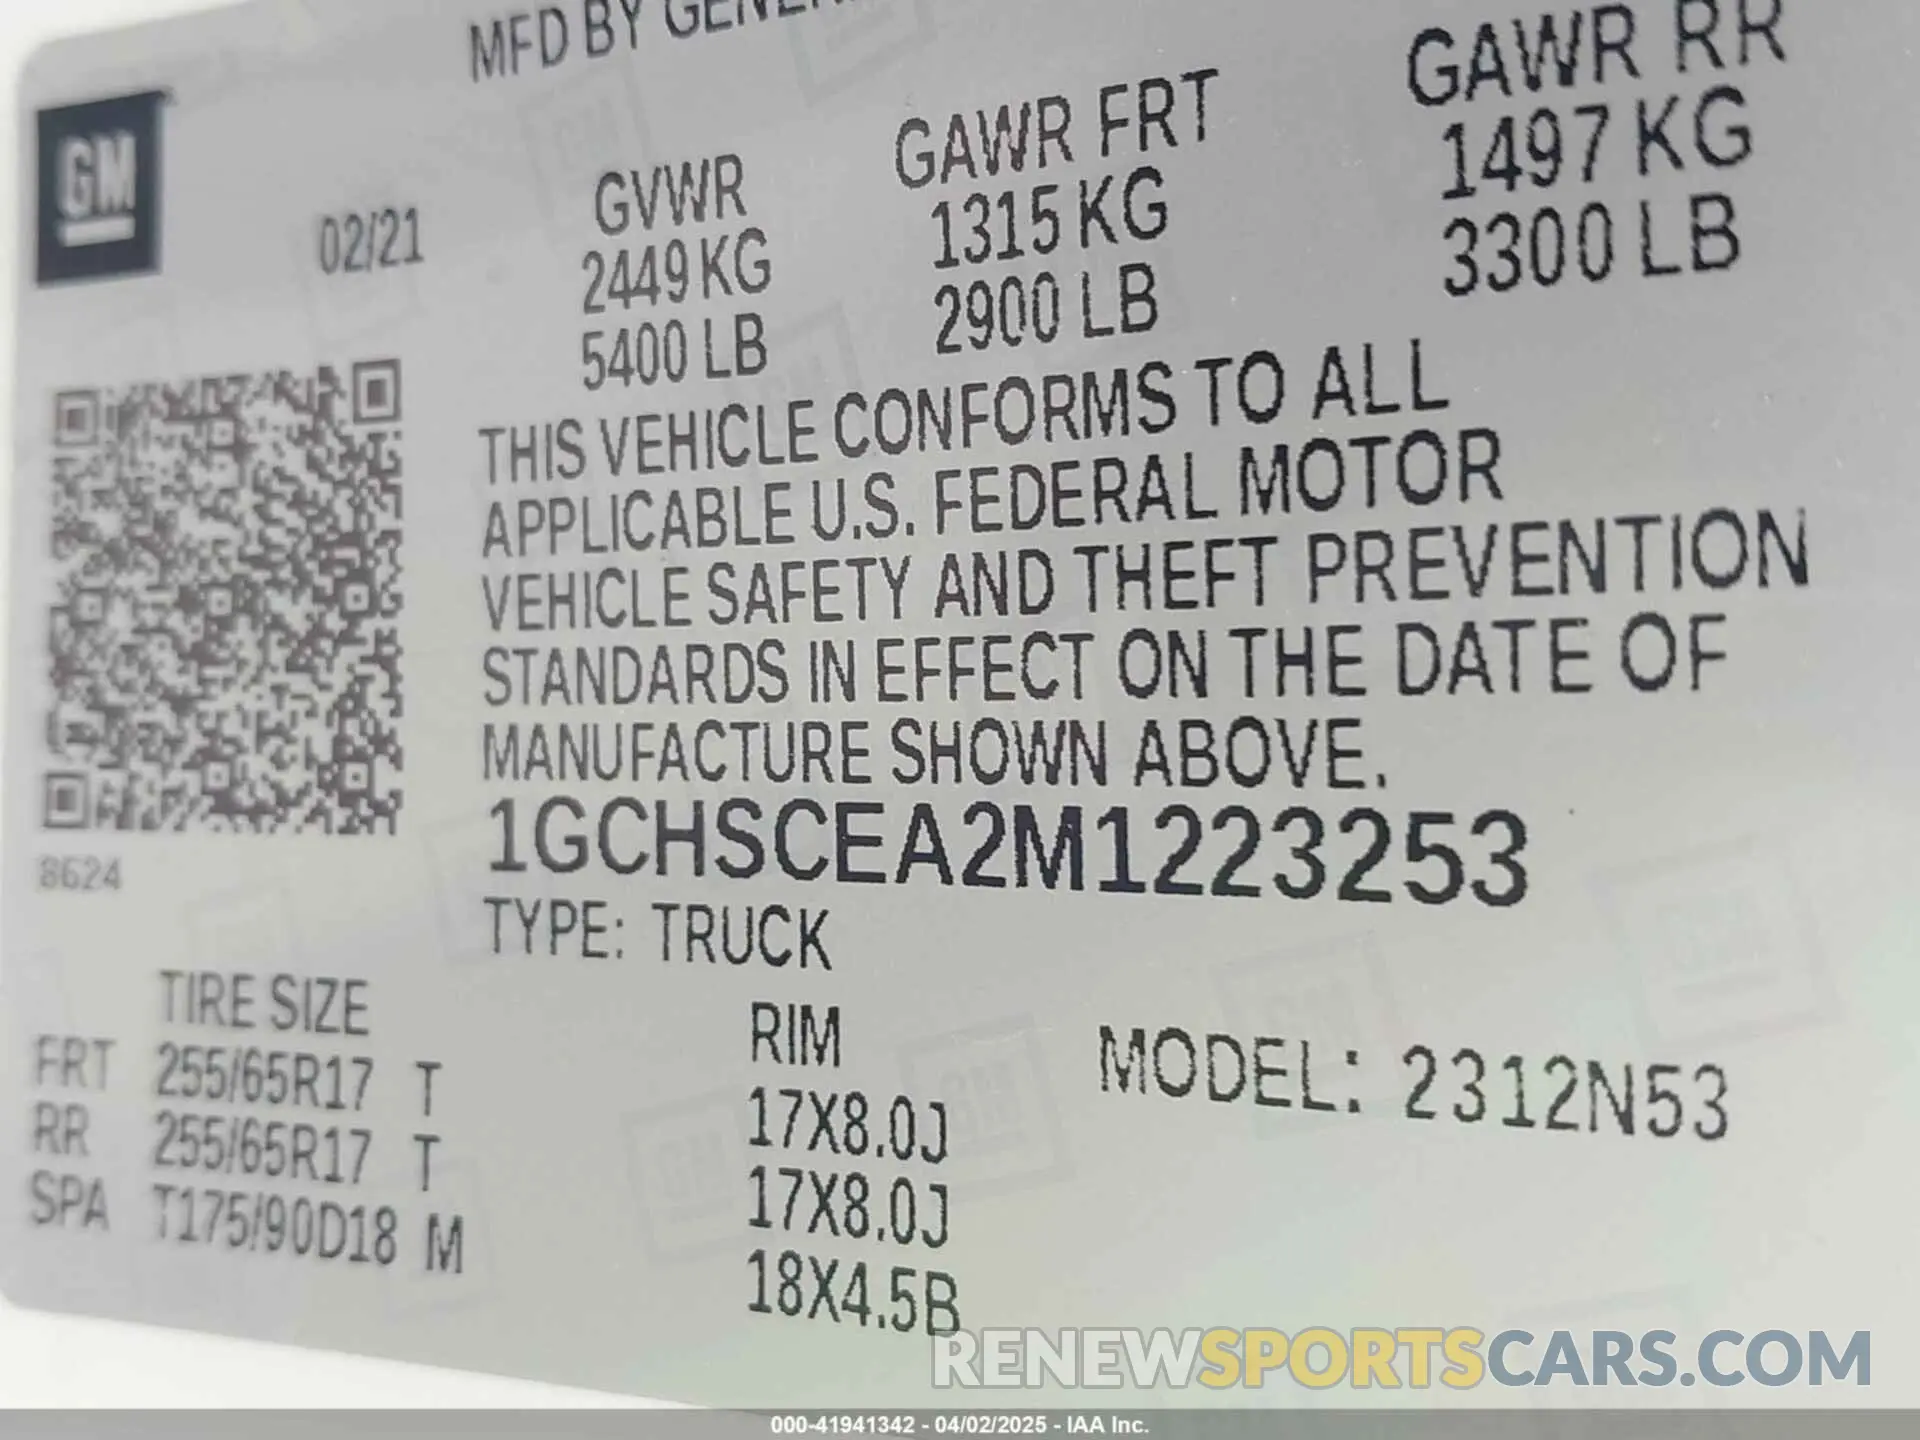 MFD BY
GM
02/21
GVWR GAWR FRT GAWR RR
2449 KG 1315 KG 1497 KG
5400 LB 2900 LB 3300 LB
THIS VEHICLE CONFORMS TO ALL
APPLICABLE U.S. FEDERAL MOTOR
VEHICLE SAFETY AND THEFT PREVENTION
STANDARDS IN EFFECT ON THE DATE OF
MANUFACTURE SHOWN ABOVE.
1GCHSCEA2M1223253
8624
TYPE: TRUCK
TIRE SIZE RIM
FRT 255/65R17 T 17X8.0J
RR 255/65R17 T 17X8.0J
SPA T175/90D18 M 18X4.5B
MODEL: 2312N53
RENEWSPORTSCARS.COM
000-41941342 - 04/02/2025 - IAA Inc.